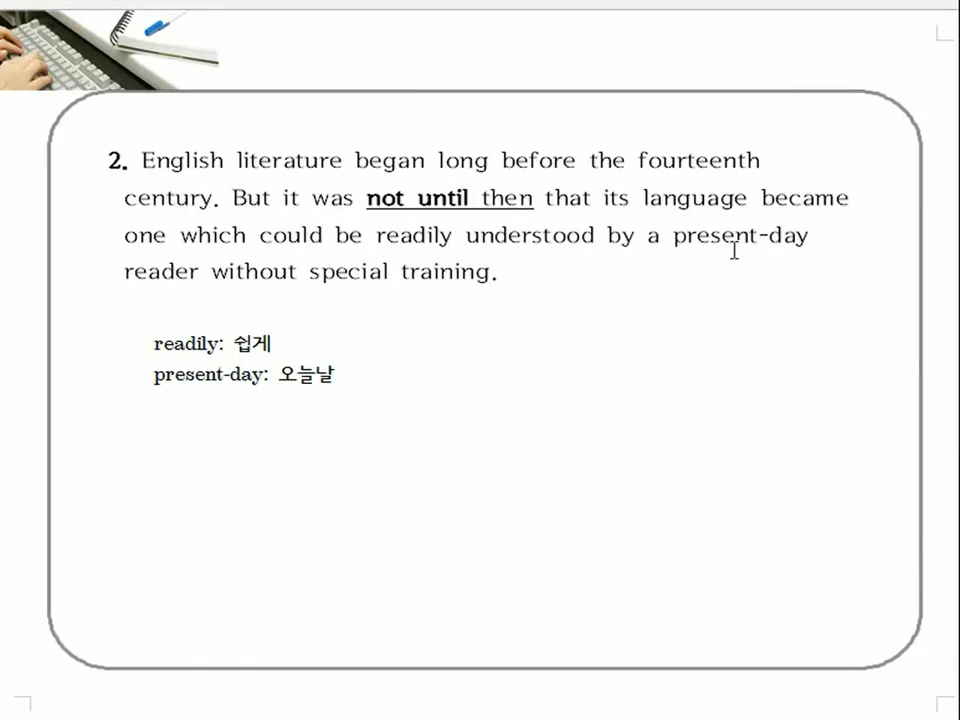 2. English literature began long before the fourteenth
century. But it was not until then that its language became
one which could be readily understood by a present-day
reader without special training.
readily: 쉽게
present-day: 오늘날